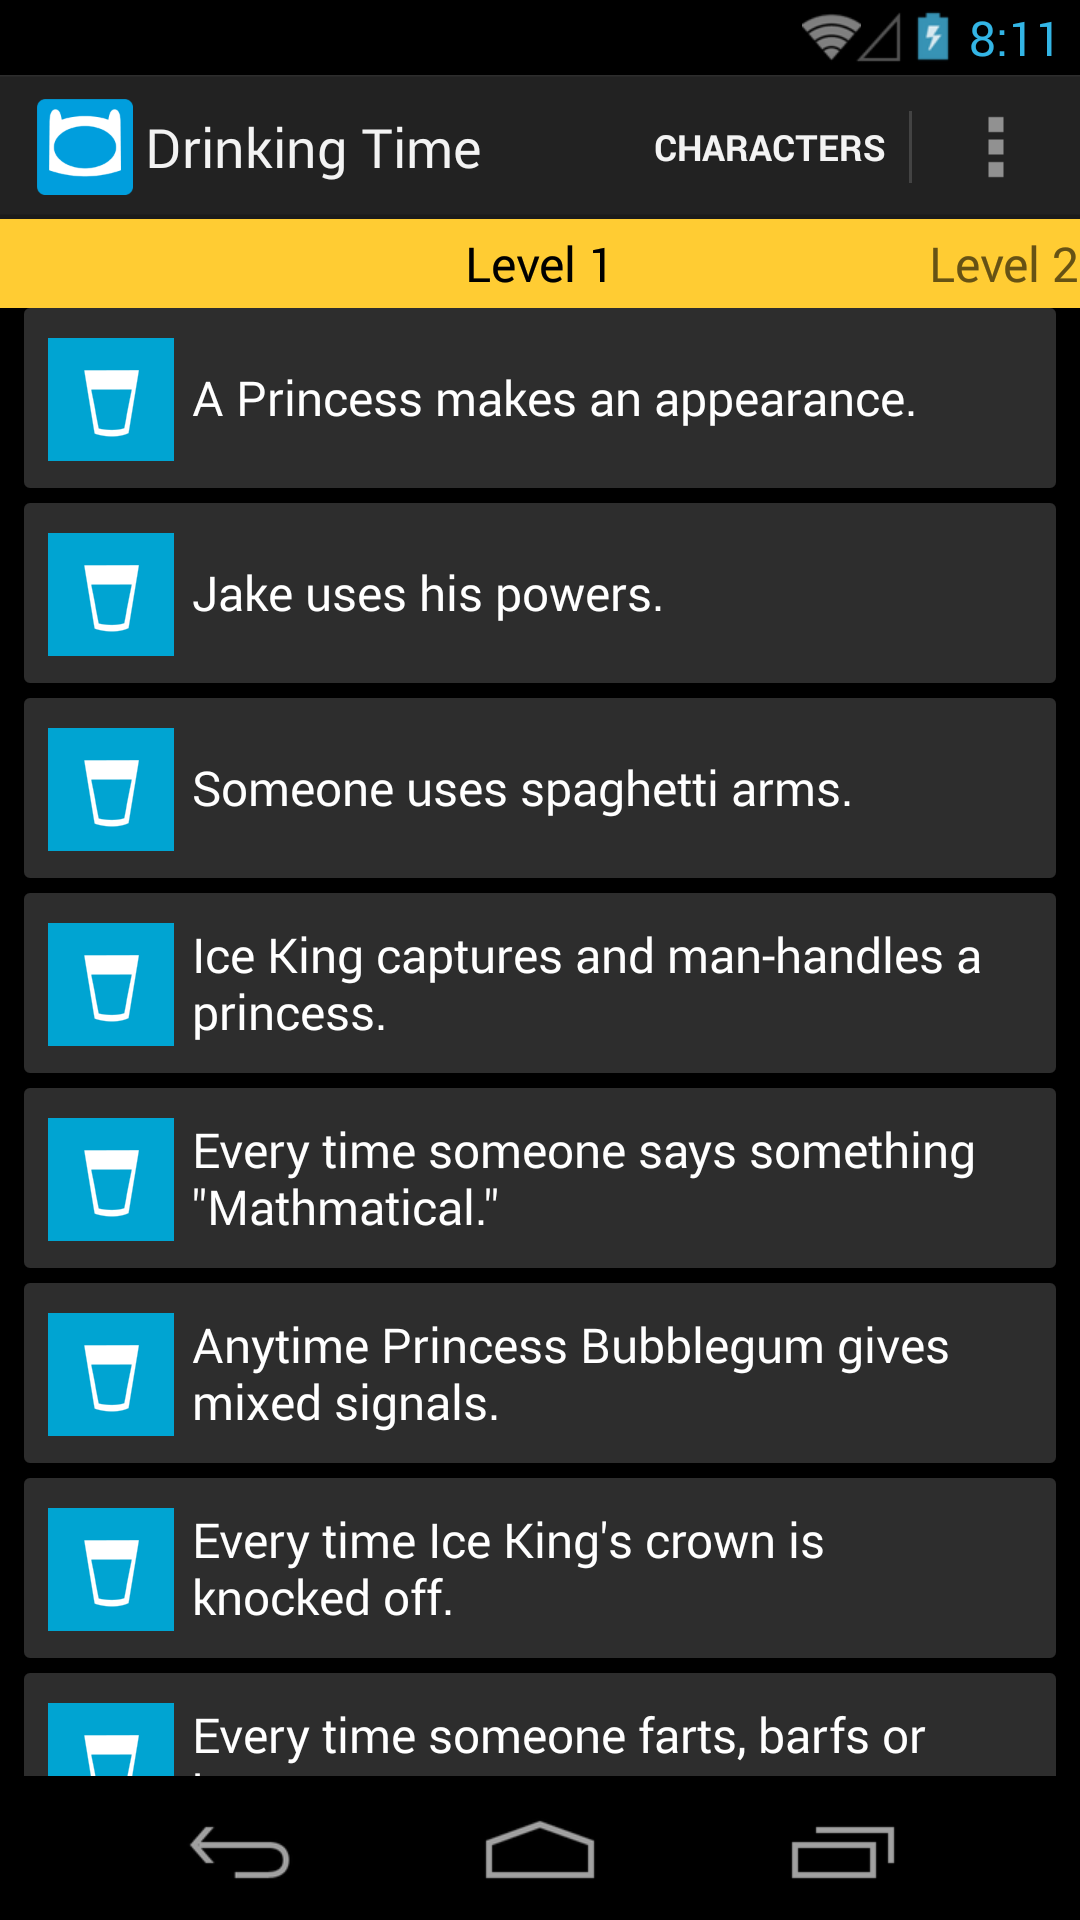 8:11
Drinking Time
CHARACTERS
Level 1
Level 2
A Princess makes an appearance.
Jake uses his powers.
Someone uses spaghetti arms.
Ice King captures and man-handles a
princess.
Every time someone says something
"Mathmatical."
Anytime Princess Bubblegum gives
mixed signals.
Every time Ice King's crown is
knocked off.
Every time someone farts, barfs or